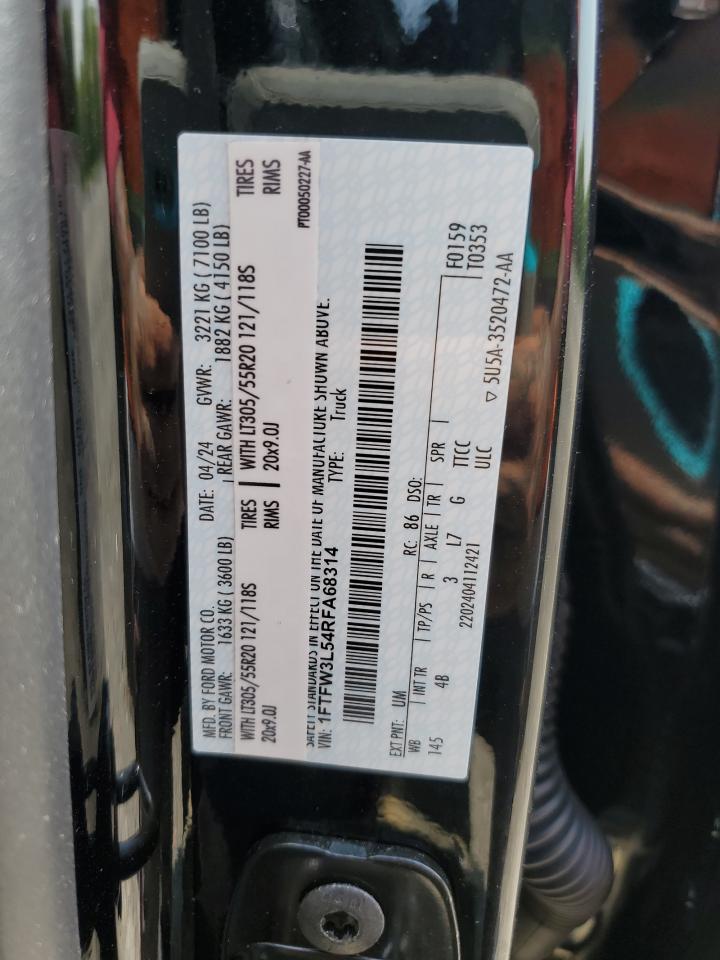 MFD. BY FORD MOTOR CO. DATE: 04/24 GVWR: 3221 KG ( 7100 LB)
FRONT GAWR: 1633 KG ( 3600 LB) REAR GAWR: 1882 KG ( 4150 LB)
WITH LT305/55R20 121/118S TIRES WITH LT305/55R20 121/118S TIRES
20x9.0J RIMS 20x9.0J RIMS
PT00050227-AA
SAFETY STANDARDS IN EFFECT ON THE DATE OF MANUFACTURE SHOWN ABOVE.
VIN: 1FTFW3L54RFA68314 TYPE: Truck
EXT PNT: UM RC: 86 DSO: F0159
WB INT TR TP/PS R AXLE TR SPR T0353
145 4B 3 L7 G TTCC
2202404112421 ULC
▽ 5U5A-3520472-AA